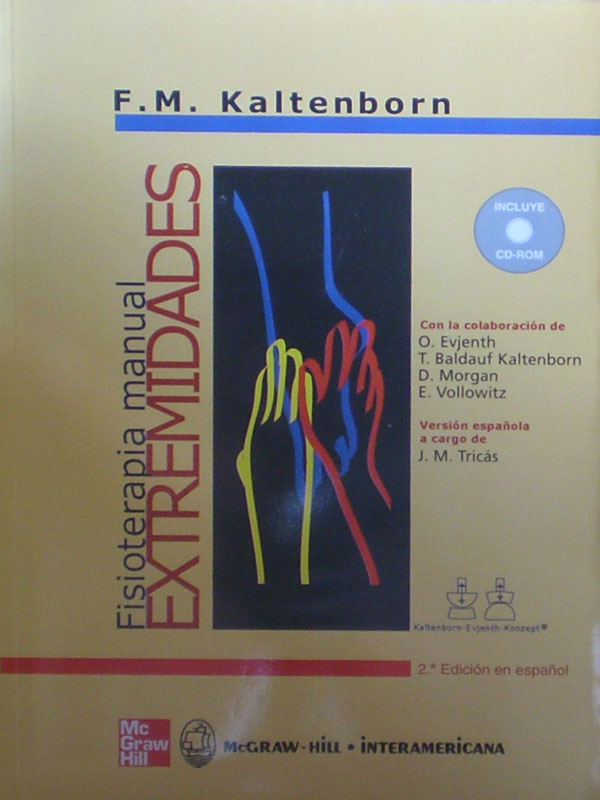 F.M. Kaltenborn
Fisioterapia manual
EXTREMIDADES
INCLUYE
CD-ROM
Con la colaboración de
O. Evjenth
T. Baldauf Kaltenborn
D. Morgan
E. Vollowitz
Versión española
a cargo de
J. M. Tricás
Kaltenborn-Evjenth-Konzept®
2.ª Edición en español
Mc
Graw
Hill
McGRAW-HiLL • iNTERAMERiCANA